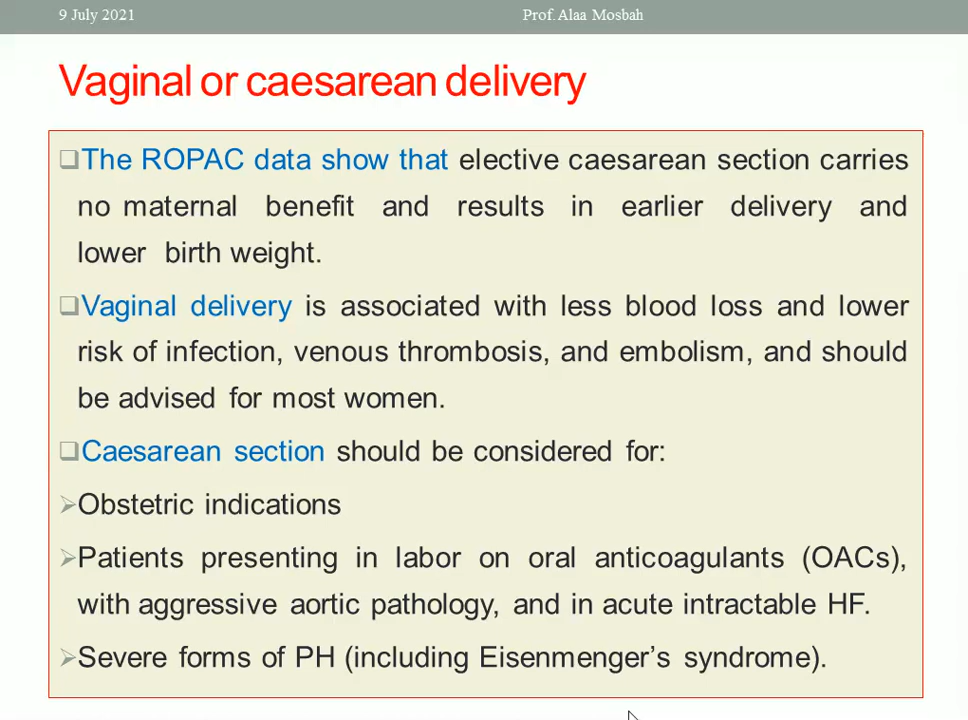 9 July 2021
Prof. Alaa Mosbah
Vaginal or caesarean delivery
The ROPAC data show that elective caesarean section carries
no maternal benefit and results in earlier delivery and
lower birth weight.
Vaginal delivery is associated with less blood loss and lower
risk of infection, venous thrombosis, and embolism, and should
be advised for most women.
Caesarean section should be considered for:
Obstetric indications
Patients presenting in labor on oral anticoagulants (OACs),
with aggressive aortic pathology, and in acute intractable HF.
Severe forms of PH (including Eisenmenger’s syndrome).